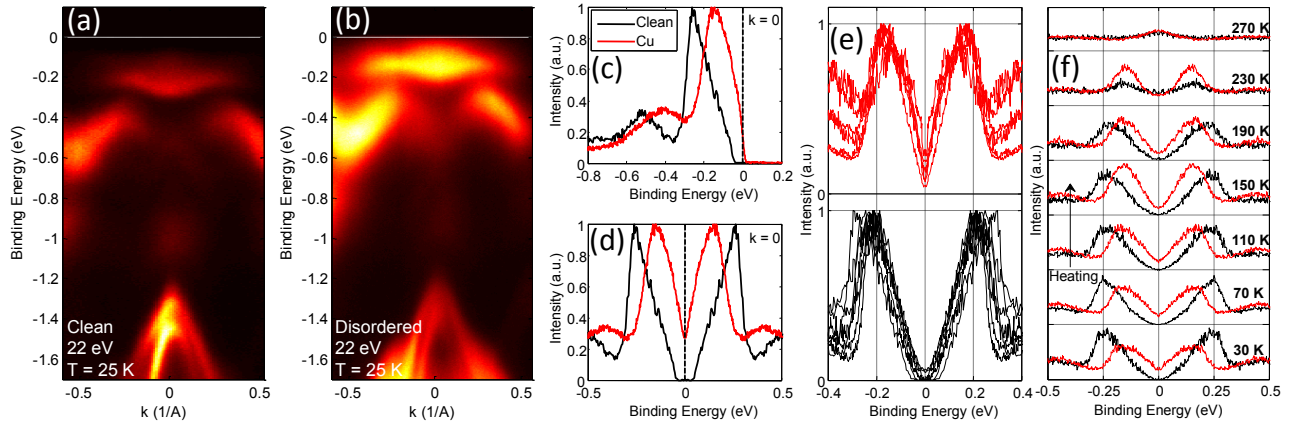 (a)
0
-0.2
-0.4
-0.6
-0.8
-1
-1.2
-1.4
-1.6
Binding Energy (eV)
Clean
22 eV
T = 25 K
-0.5
0
0.5
k (1/A)
(b)
0
-0.2
-0.4
-0.6
-0.8
-1
-1.2
-1.4
-1.6
Binding Energy (eV)
Disordered
22 eV
T = 25 K
-0.5
0
0.5
k (1/A)
Clean
Cu
k = 0
(c)
1
0.8
0.6
0.4
0.2
0
Intensity (a.u.)
-0.8 -0.6 -0.4 -0.2 0 0.2
Binding Energy (eV)
(d)
k = 0
1
0.8
0.6
0.4
0.2
0
Intensity (a.u.)
-0.5
0
0.5
Binding Energy (eV)
(e)
1
0
1
0
Intensity (a.u.)
-0.4 -0.2 0 0.2 0.4
Binding Energy (eV)
(f)
270 K
230 K
190 K
150 K
110 K
70 K
30 K
Heating
Intensity (a.u.)
-0.5 -0.25 0 0.25 0.5
Binding Energy (eV)